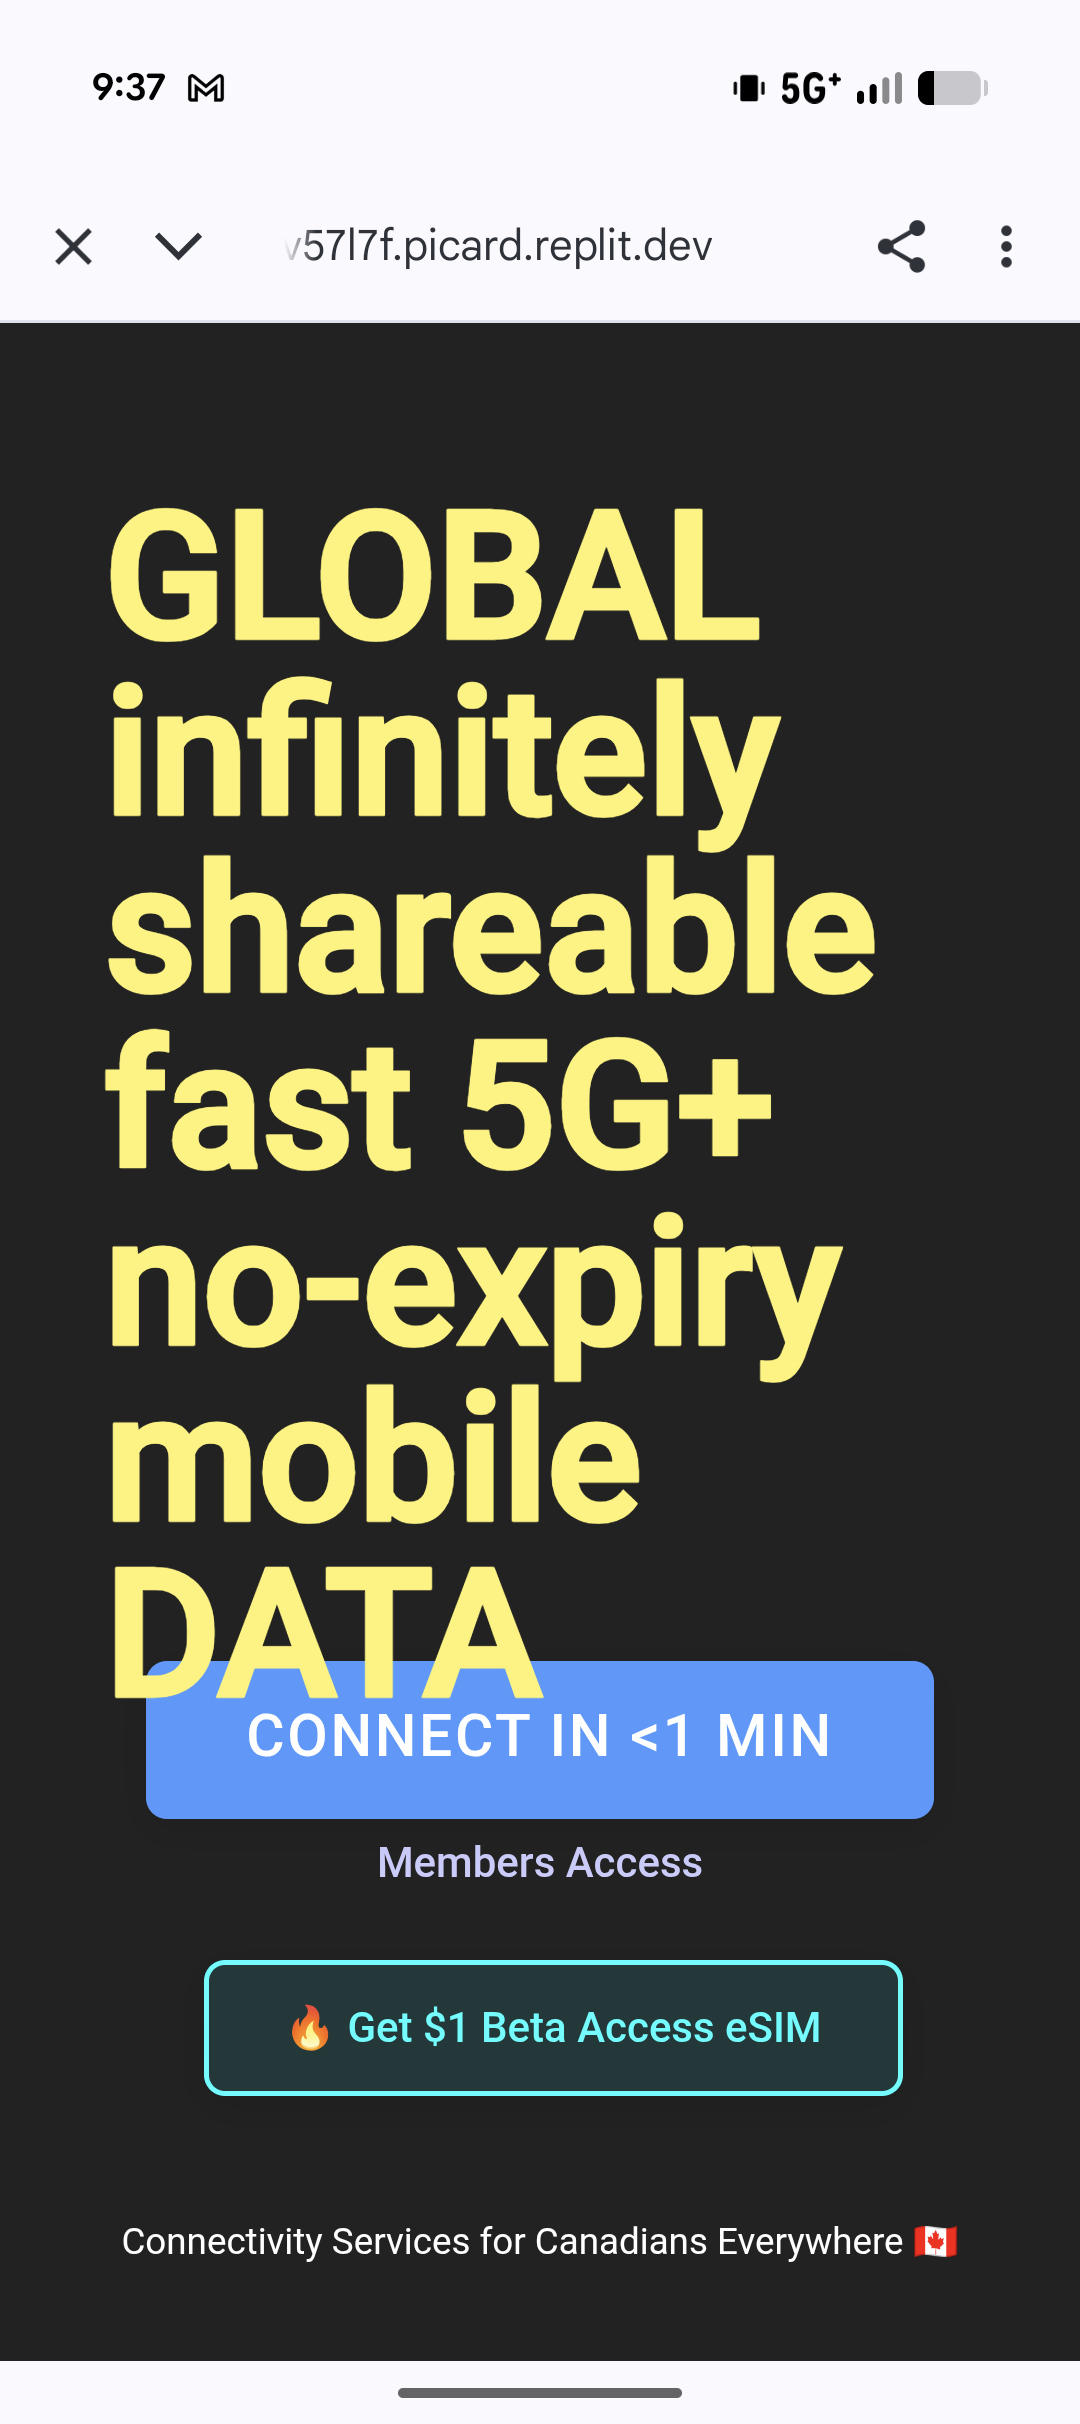 9:37
5G+
v57l7f.picard.replit.dev
GLOBAL
infinitely
shareable
fast 5G+
no-expiry
mobile
DATA
CONNECT IN <1 MIN
Members Access
🔥 Get $1 Beta Access eSIM
Connectivity Services for Canadians Everywhere 🇨🇦